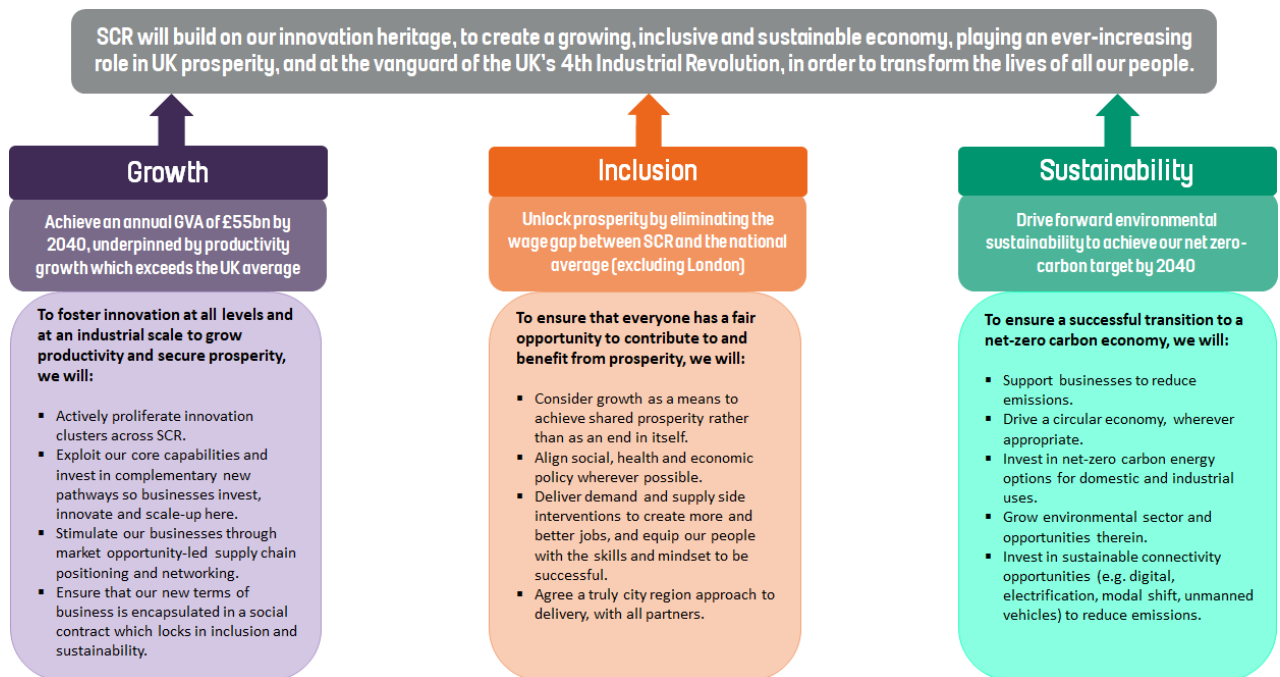 SCR will build on our innovation heritage, to create a growing, inclusive and sustainable economy, playing an ever-increasing
role in UK prosperity, and at the vanguard of the UK's 4th Industrial Revolution, in order to transform the lives of all our people.
Growth
Achieve an annual GVA of £55bn by
2040, underpinned by productivity
growth which exceeds the UK average
To foster innovation at all levels and
at an industrial scale to grow
productivity and secure prosperity,
we will:
▪ Actively proliferate innovation
clusters across SCR.
▪ Exploit our core capabilities and
invest in complementary new
pathways so businesses invest,
innovate and scale-up here.
▪ Stimulate our businesses through
market opportunity-led supply chain
positioning and networking.
▪ Ensure that our new terms of
business is encapsulated in a social
contract which locks in inclusion and
sustainability.
Inclusion
Unlock prosperity by eliminating the
wage gap between SCR and the national
average (excluding London)
To ensure that everyone has a fair
opportunity to contribute to and
benefit from prosperity, we will:
▪ Consider growth as a means to
achieve shared prosperity rather
than as an end in itself.
▪ Align social, health and economic
policy wherever possible.
▪ Deliver demand and supply side
interventions to create more and
better jobs, and equip our people
with the skills and mindset to be
successful.
▪ Agree a truly city region approach to
delivery, with all partners.
Sustainability
Drive forward environmental
sustainability to achieve our net zero-
carbon target by 2040
To ensure a successful transition to a
net-zero carbon economy, we will:
▪ Support businesses to reduce
emissions.
▪ Drive a circular economy, wherever
appropriate.
▪ Invest in net-zero carbon energy
options for domestic and industrial
uses.
▪ Grow environmental sector and
opportunities therein.
▪ Invest in sustainable connectivity
opportunities (e.g. digital,
electrification, modal shift, unmanned
vehicles) to reduce emissions.